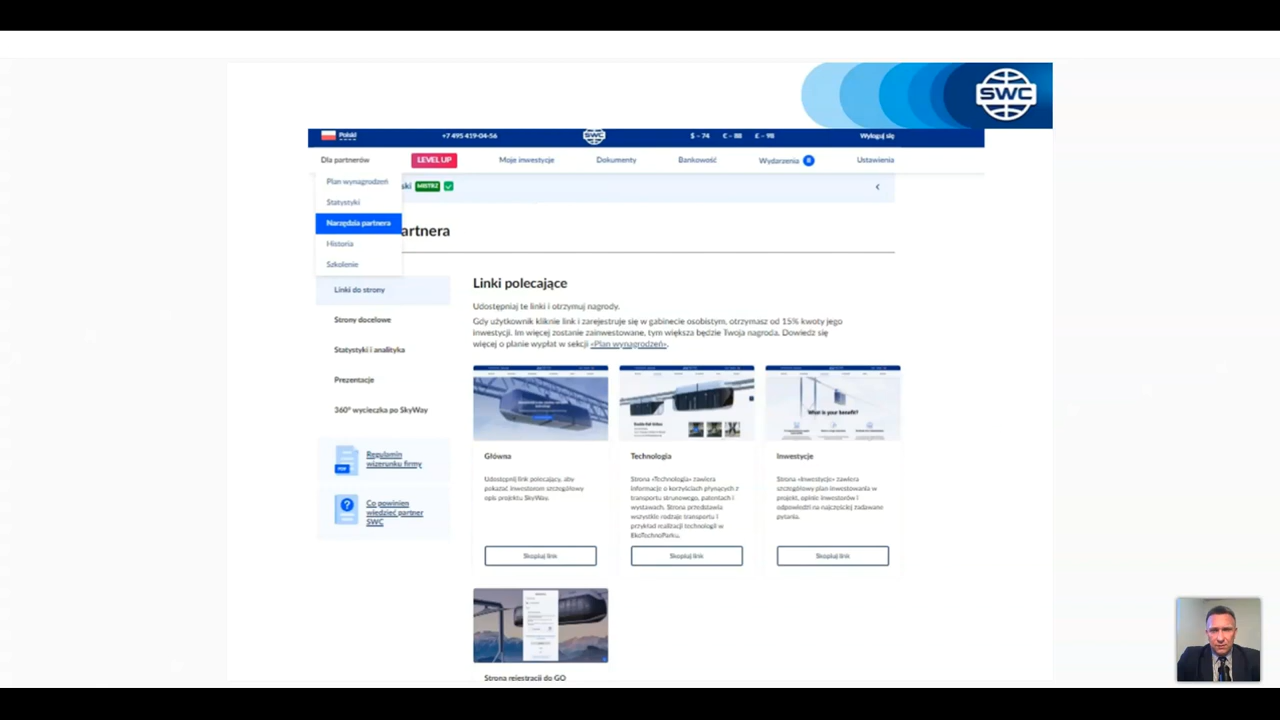 SWC
Polski
+7 495 419-04-56
$ – 74 € – 88 £ – 98
Wyloguj się
Dla partnerów
LEVEL UP
Moje inwestycje
Dokumenty
Bankowość
Wydarzenia 8
Ustawienia
Plan wynagrodzeń
ski MISTRZ
Statystyki
Narzędzia partnera
artnera
Historia
Szkolenie
Linki do strony
Strony docelowe
Statystyki i analityka
Prezentacje
360° wycieczka po SkyWay
PDF
Regulamin
wizerunku firmy
?
Co powinien
wiedzieć partner
SWC
Linki polecające
Udostępniaj te linki i otrzymuj nagrody.
Gdy użytkownik kliknie link i zarejestruje się w gabinecie osobistym, otrzymasz od 15% kwoty jego
inwestycji. Im więcej zostanie zainwestowane, tym większa będzie Twoja nagroda. Dowiedz się
więcej o planie wypłat w sekcji «Plan wynagrodzeń».
What is your benefit?
Główna
Udostępnij link polecający, aby
pokazać inwestorom szczegółowy
opis projektu SkyWay.
Skopiuj link
Technologia
Strona «Technologia» zawiera
informacje o korzyściach płynących z
transportu strunowego, patentach i
wystawach. Strona przedstawia
wszystkie rodzaje transportu i
przykład realizacji technologii w
EkoTechnoParku.
Skopiuj link
Inwestycje
Strona «Inwestycje» zawiera
szczegółowy plan inwestowania w
projekt, opinie inwestorów i
odpowiedzi na najczęściej zadawane
pytania.
Skopiuj link
Strona rejestracji do GO